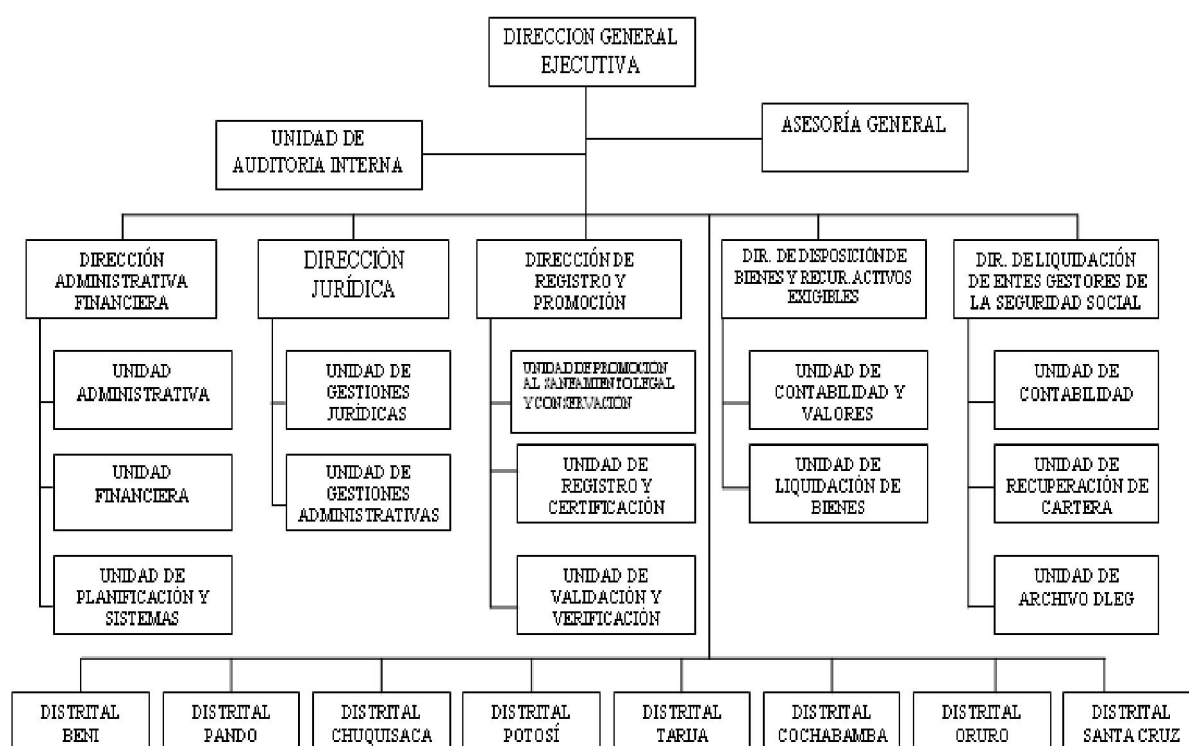 DIRECCION GENERAL
EJECUTIVA
ASESORÍA GENERAL
UNIDAD DE
AUDITORIA INTERNA
DIRECCIÓN
ADMINISTRATIVA
FINANCIERA
DIRECCIÓN
JURÍDICA
DIRECCIÓN DE
REGISTRO Y
PROMOCIÓN
DIR. DE DISPOSICIÓN DE
BIENES Y RECUR. ACTIVOS
EXIGIBLES
DIR. DE LIQUIDACIÓN
DE ENTES GESTORES DE
LA SEGURIDAD SOCIAL
UNIDAD
ADMINISTRATIVA
UNIDAD DE
GESTIONES
JURÍDICAS
UNIDAD DE PROMOCIÓN
AL SANEAMIENTO LEGAL
Y CONSERVACIÓN
UNIDAD DE
CONTABILIDAD Y
VALORES
UNIDAD DE
CONTABILIDAD
UNIDAD
FINANCIERA
UNIDAD DE
GESTIONES
ADMINISTRATIVAS
UNIDAD DE
REGISTRO Y
CERTIFICACIÓN
UNIDAD DE
LIQUIDACIÓN DE
BIENES
UNIDAD DE
RECUPERACIÓN DE
CARTERA
UNIDAD DE
PLANIFICACIÓN Y
SISTEMAS
UNIDAD DE
VALIDACIÓN Y
VERIFICACIÓN
UNIDAD DE
ARCHIVO DLEG
DISTRITAL
BENI
DISTRITAL
PANDO
DISTRITAL
CHUQUISACA
DISTRITAL
POTOSÍ
DISTRITAL
TARIJA
DISTRITAL
COCHABAMBA
DISTRITAL
ORURO
DISTRITAL
SANTA CRUZ